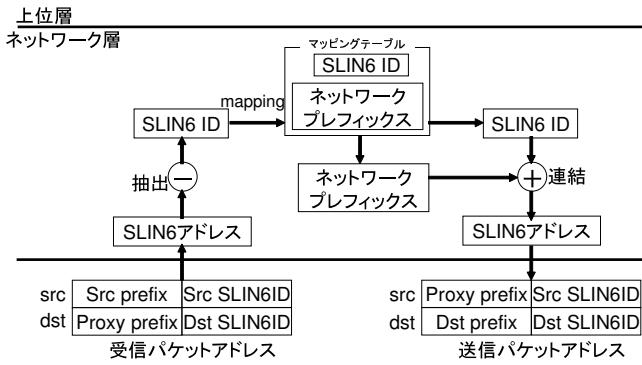 上位層
ネットワーク層
マッピングテーブル
SLIN6 ID
ネットワーク
プレフィックス
mapping
SLIN6 ID
SLIN6 ID
抽出
−
ネットワーク
プレフィックス
+
連結
SLIN6アドレス
SLIN6アドレス
src Src prefix Src SLIN6ID
dst Proxy prefix Dst SLIN6ID
受信パケットアドレス
src Proxy prefix Src SLIN6ID
dst Dst prefix Dst SLIN6ID
送信パケットアドレス